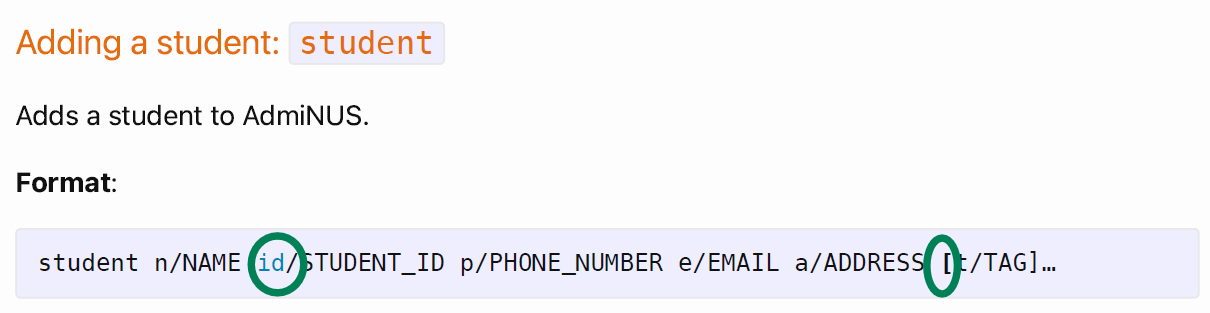 Adding a student: student
Adds a student to AdmiNUS.
Format:
student n/NAME id/STUDENT_ID p/PHONE_NUMBER e/EMAIL a/ADDRESS [t/TAG]…